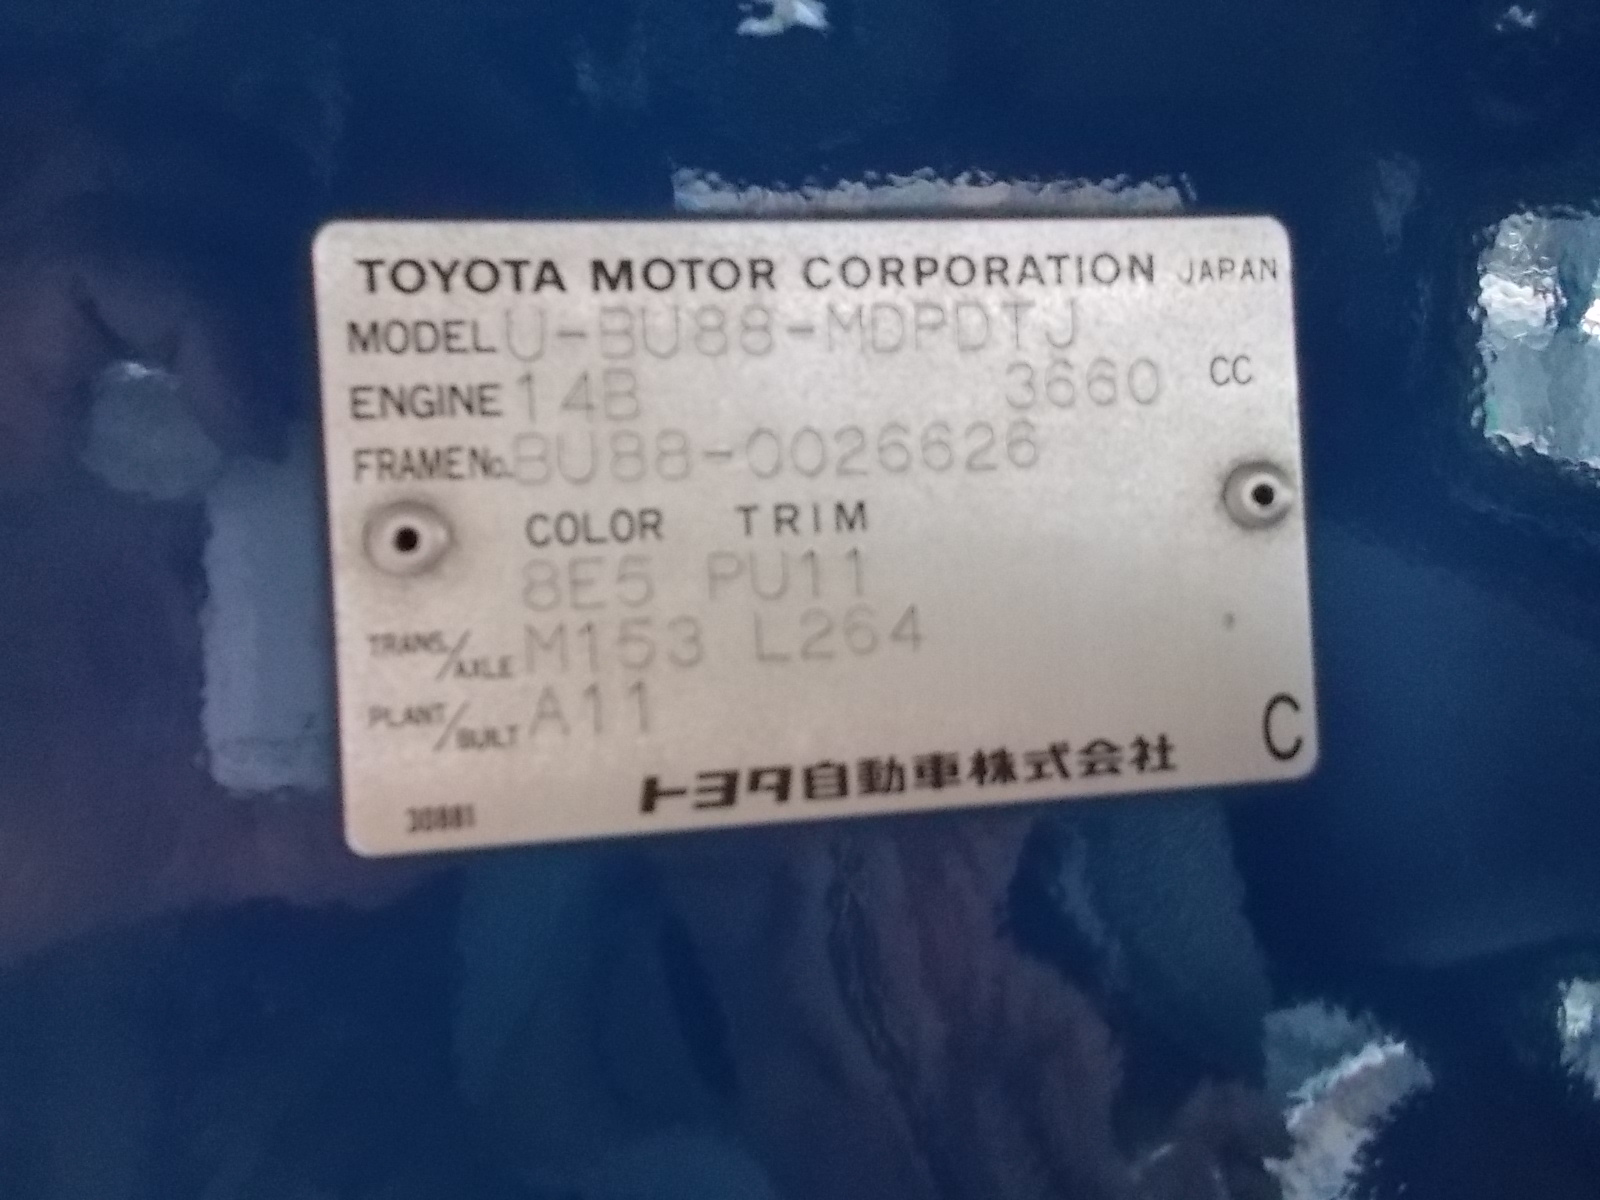 TOYOTA MOTOR CORPORATION JAPAN
MODEL U-BU88-MDPDTJ
ENGINE 14B 3660 CC
FRAME No. BU88-0026626
COLOR TRIM
8E5 PU11
TRANS./AXLE M153 L264
PLANT/BUILT A11
トヨタ自動車株式会社 C
30881